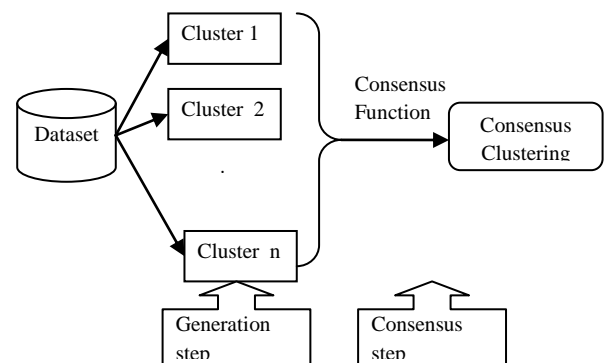 Cluster 1
Consensus
Function
Cluster 2
Dataset
Consensus
Clustering
.
Cluster n
Generation
step
Consensus
step